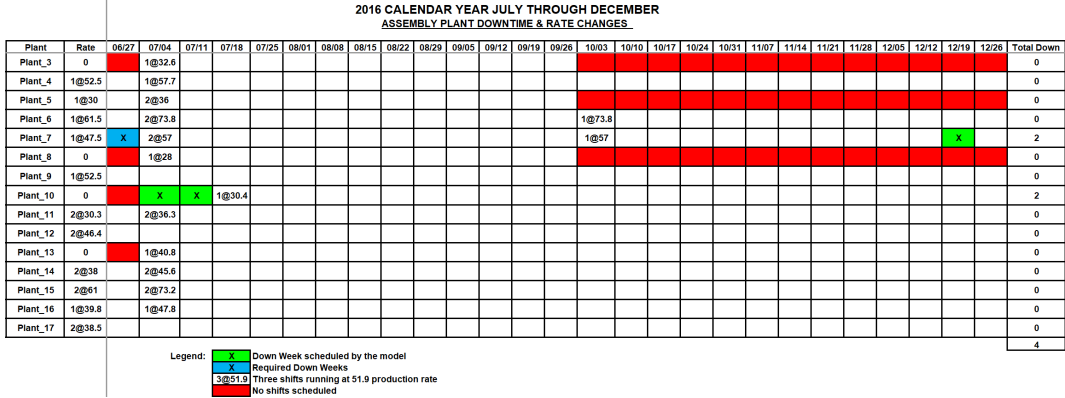 2016 CALENDAR YEAR JULY THROUGH DECEMBER
ASSEMBLY PLANT DOWNTIME & RATE CHANGES
Plant Rate 06/27 07/04 07/11 07/18 07/25 08/01 08/08 08/15 08/22 08/29 09/05 09/12 09/19 09/26 10/03 10/10 10/17 10/24 10/31 11/07 11/14 11/21 11/28 12/05 12/12 12/19 12/26 Total Down
Plant_3 0 1@32.6 0
Plant_4 1@52.5 1@57.7 0
Plant_5 1@30 2@36 0
Plant_6 1@61.5 2@73.8 1@73.8 0
Plant_7 1@47.5 X 2@57 1@57 X 2
Plant_8 0 1@28 0
Plant_9 1@52.5 0
Plant_10 0 X X 1@30.4 2
Plant_11 2@30.3 2@36.3 0
Plant_12 2@46.4 0
Plant_13 0 1@40.8 0
Plant_14 2@38 2@45.6 0
Plant_15 2@61 2@73.2 0
Plant_16 1@39.8 1@47.8 0
Plant_17 2@38.5 0
4
Legend: X Down Week scheduled by the model
X Required Down Weeks
3@51.9 Three shifts running at 51.9 production rate
No shifts scheduled